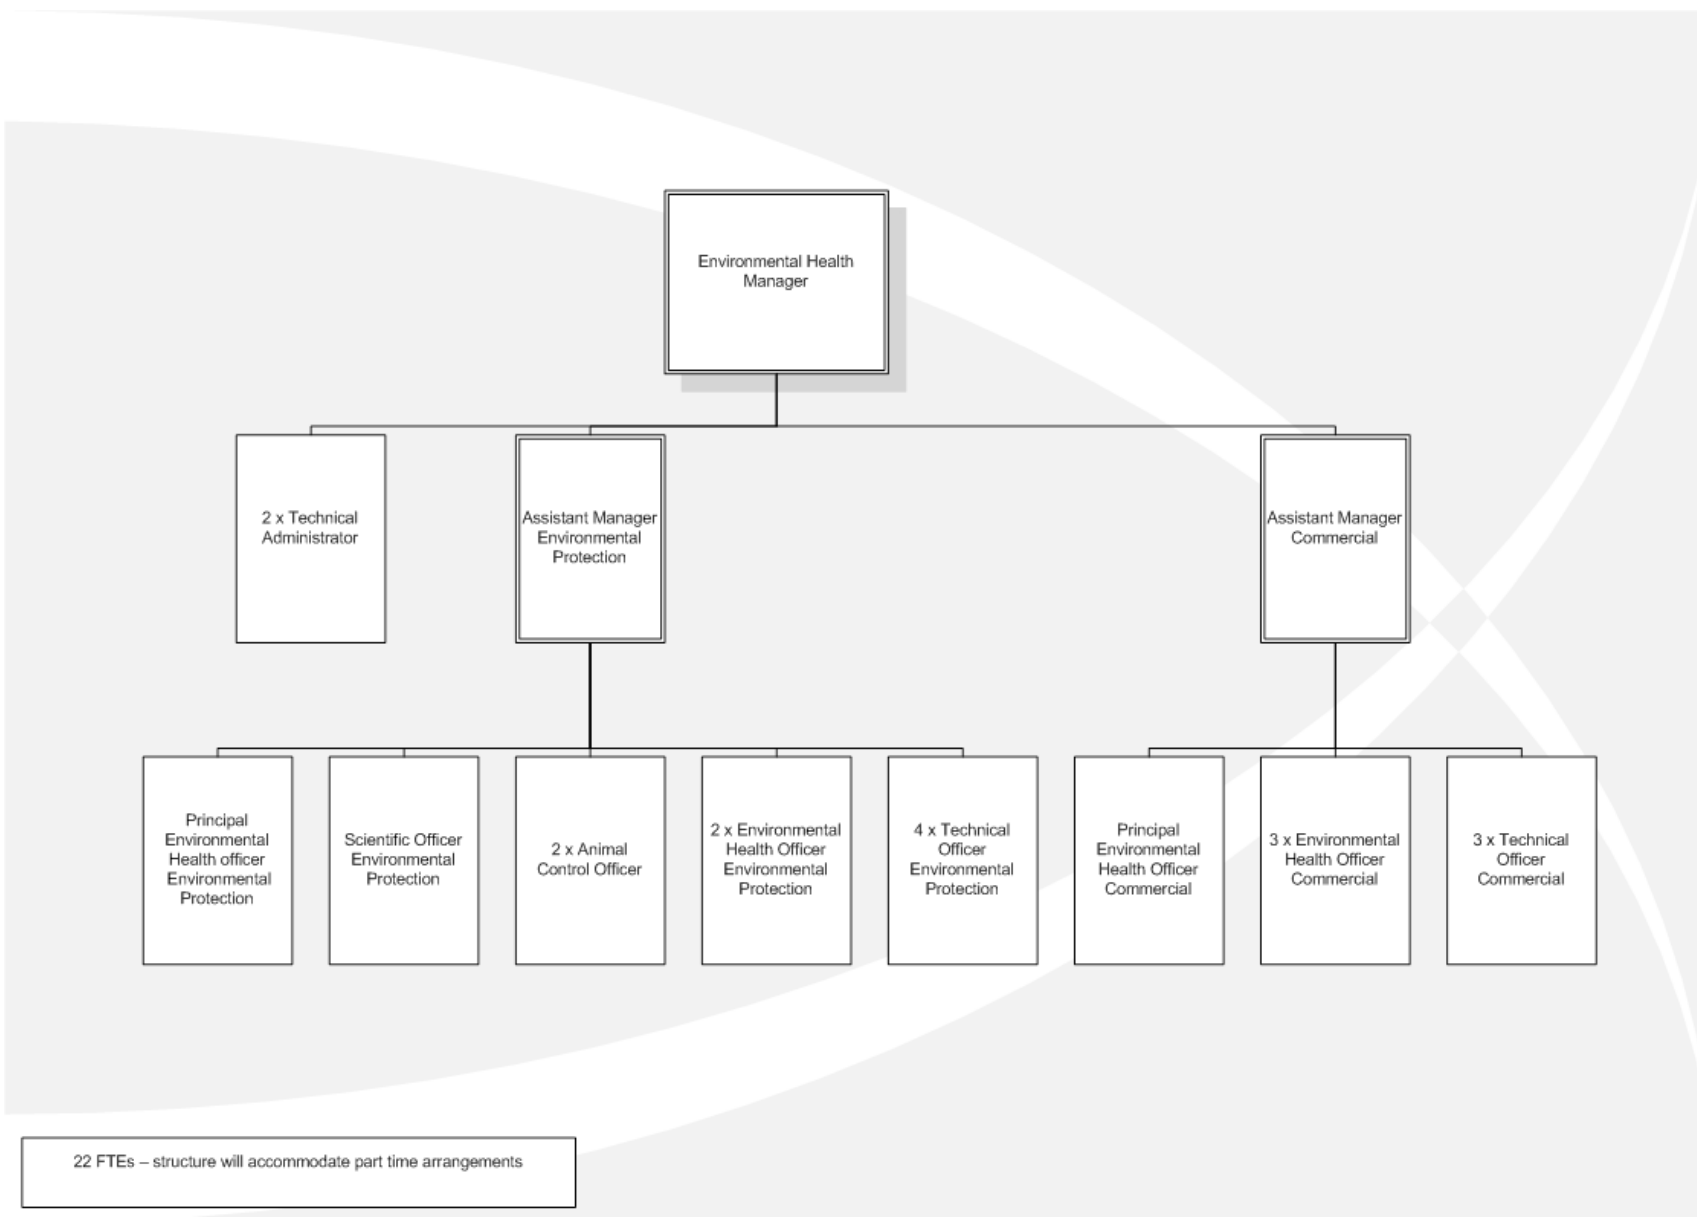 Environmental Health
Manager
2 x Technical
Administrator
Assistant Manager
Environmental
Protection
Assistant Manager
Commercial
Principal
Environmental
Health officer
Environmental
Protection
Scientific Officer
Environmental
Protection
2 x Animal
Control Officer
2 x Environmental
Health Officer
Environmental
Protection
4 x Technical
Officer
Environmental
Protection
Principal
Environmental
Health Officer
Commercial
3 x Environmental
Health Officer
Commercial
3 x Technical
Officer
Commercial
22 FTEs – structure will accommodate part time arrangements